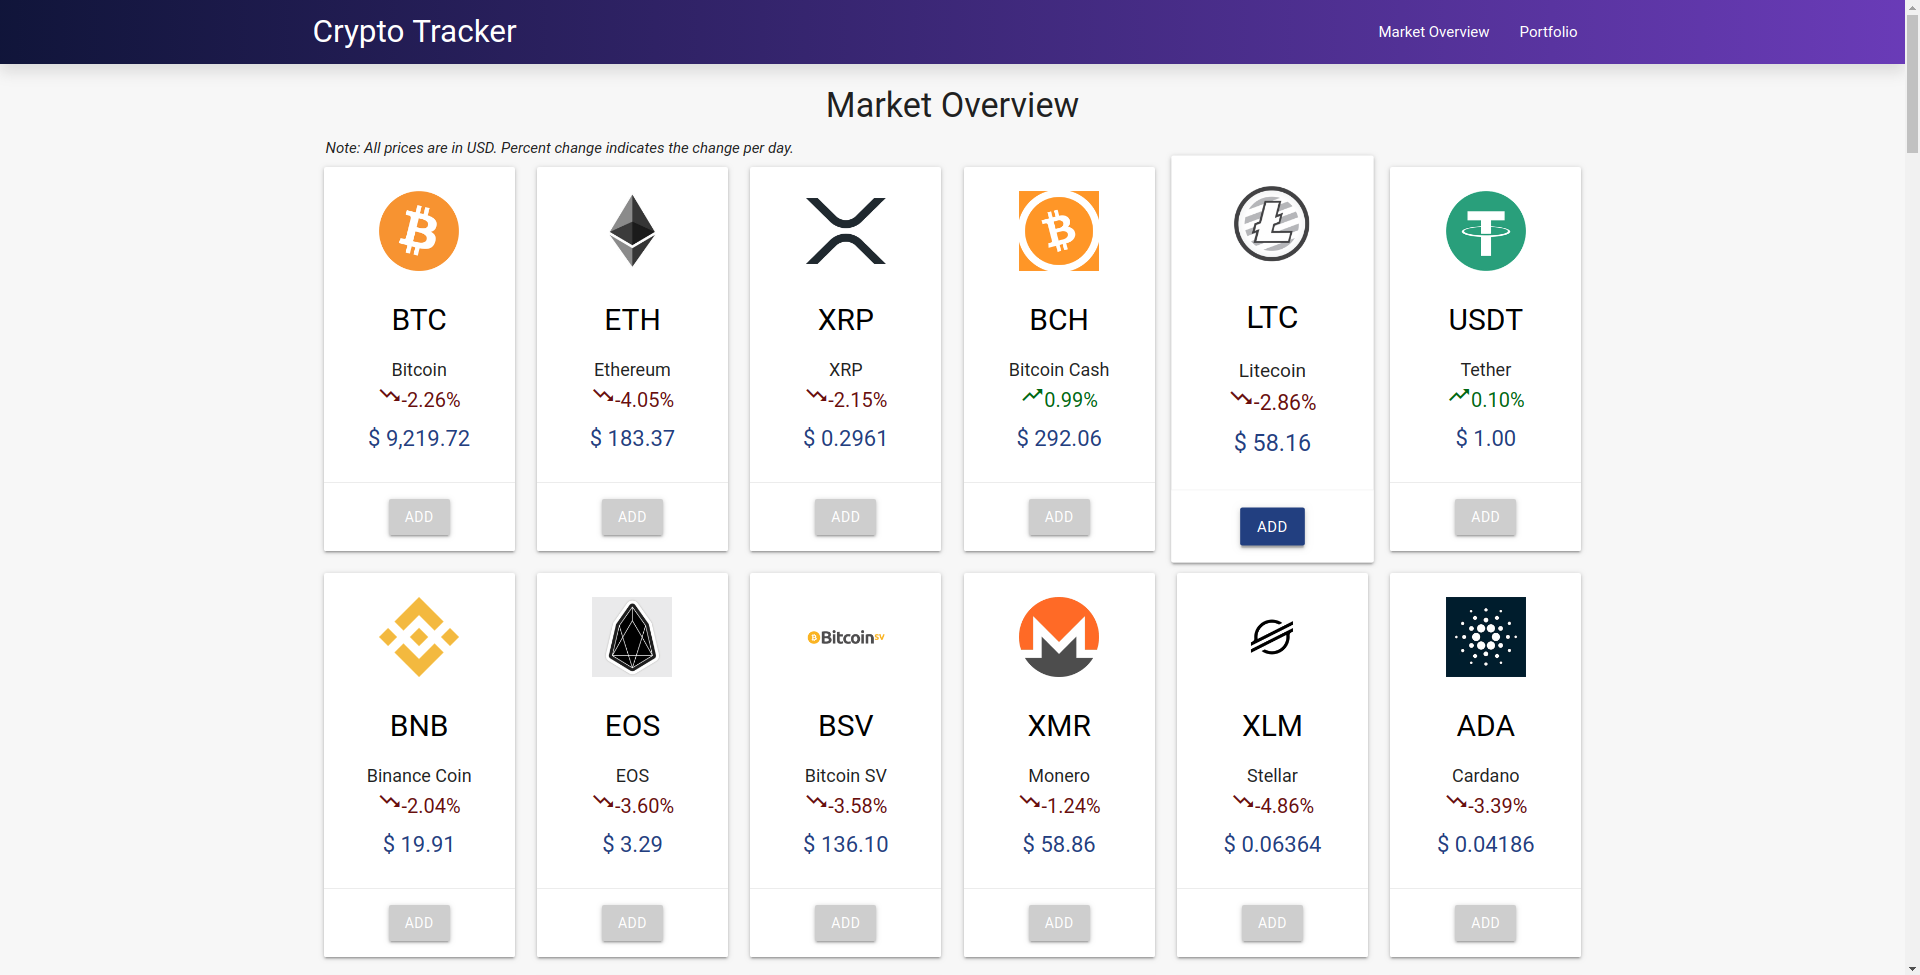 Crypto Tracker
Market Overview
Portfolio
Market Overview
Note: All prices are in USD. Percent change indicates the change per day.
BTC
Bitcoin
-2.26%
$ 9,219.72
ADD
ETH
Ethereum
-4.05%
$ 183.37
ADD
XRP
XRP
-2.15%
$ 0.2961
ADD
BCH
Bitcoin Cash
0.99%
$ 292.06
ADD
LTC
Litecoin
-2.86%
$ 58.16
ADD
USDT
Tether
0.10%
$ 1.00
ADD
BNB
Binance Coin
-2.04%
$ 19.91
ADD
EOS
EOS
-3.60%
$ 3.29
ADD
Bitcoin SV
BSV
Bitcoin SV
-3.58%
$ 136.10
ADD
XMR
Monero
-1.24%
$ 58.86
ADD
XLM
Stellar
-4.86%
$ 0.06364
ADD
ADA
Cardano
-3.39%
$ 0.04186
ADD